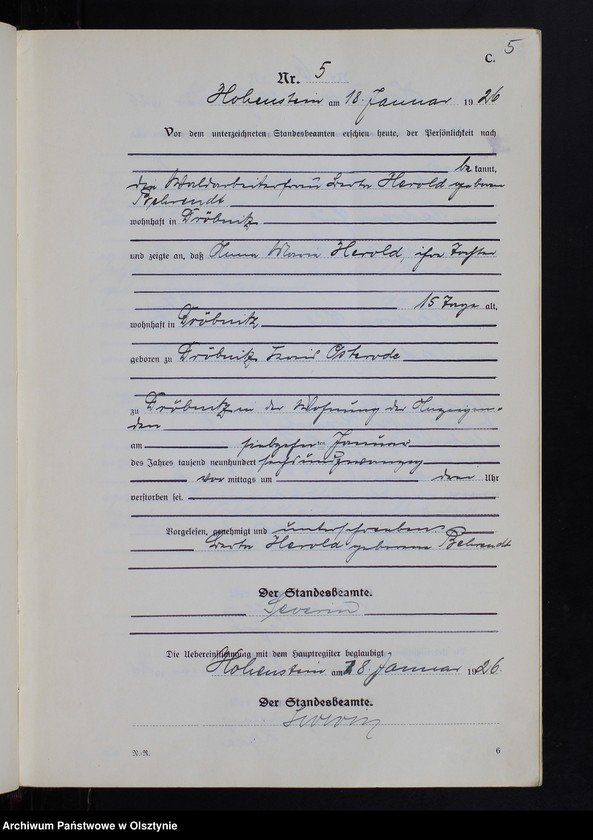 5
C.
Nr. 5
Hohenstein am 18. Januar 1926
Vor dem unterzeichneten Standesbeamten erschien heute, der Persönlichkeit nach
bekannt,
die Waldarbeiterfrau Berta Herold geborene
Behrendt
wohnhaft in Dröbnitz
und zeigte an, daß Anna Marie Herold, ihre Tochter
15 Tage alt,
wohnhaft in Dröbnitz
geboren zu Dröbnitz Kreis Osterode
zu Dröbnitz in der Wohnung der Anzeigen-
den
am siebzehnten Januar
des Jahres tausend neunhundert sechsundzwanzig
vor mittags um drei Uhr
verstorben sei.
Vorgelesen, genehmigt und unterschrieben
Berta Herold geborene Behrendt
Der Standesbeamte.
Severin
Die Uebereinstimmung mit dem Hauptregister beglaubigt
Hohenstein am 18. Januar 1926.
Der Standesbeamte.
Severin
N.-R.
6
Archiwum Państwowe w Olsztynie